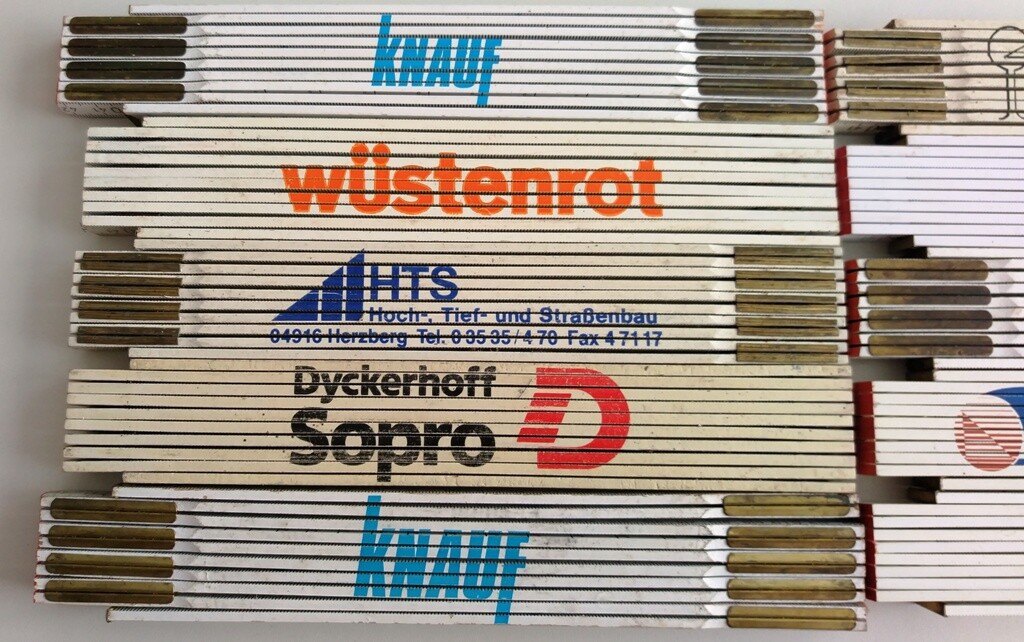 KNAUF
wüstenrot
HTS
Hoch-, Tief- und Straßenbau
04916 Herzberg Tel. 0 35 35 / 4 70 Fax 4 71 17
Dyckerhoff
Sopro
KNAUF